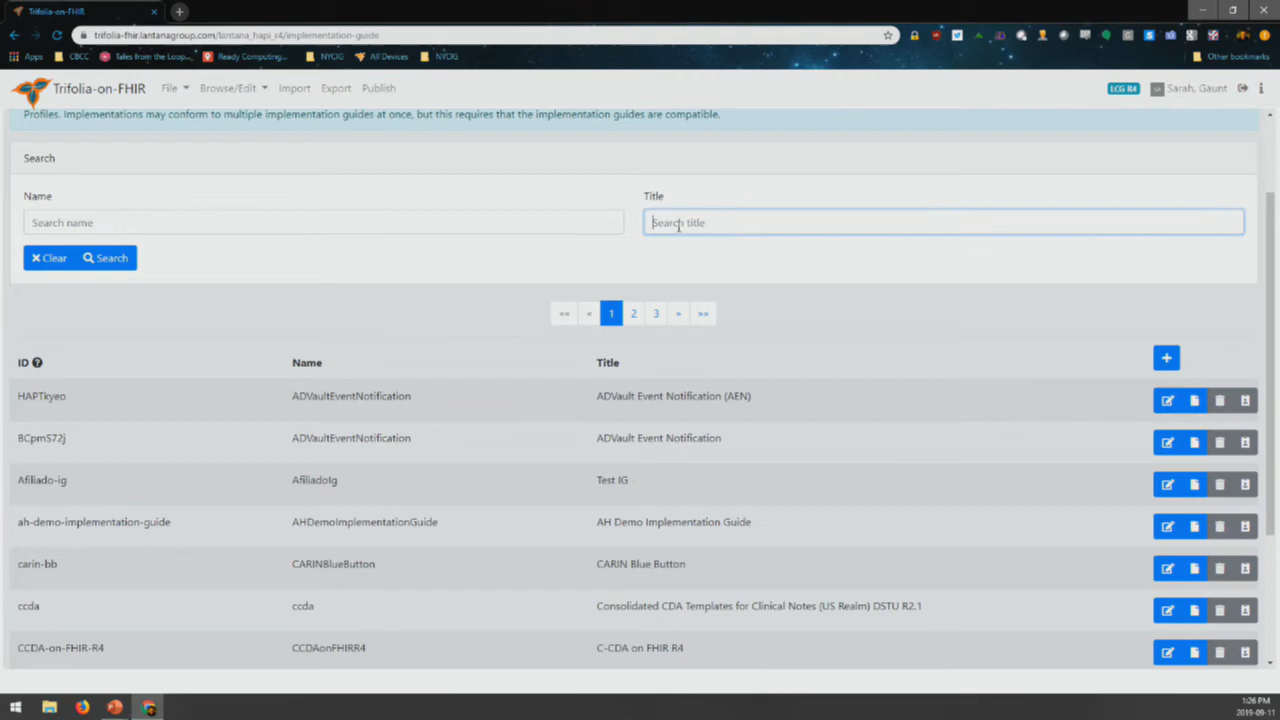 Trifolia-on-FHIR
trifolia-fhir.lantanagroup.com/lantana_hapi_r4/implementation-guide
Apps CBCC Tales from the Loop... Ready Computing... NYCIG All Devices NYCIG Other bookmarks
Trifolia-on-FHIR File Browse/Edit Import Export Publish LCG R4 Sarah, Gaunt
Profiles. Implementations may conform to multiple implementation guides at once, but this requires that the implementation guides are compatible.
Search
Name Title
Search name Search title
Clear Search
«« « 1 2 3 » »»
ID Name Title
HAPTkyeo ADVaultEventNotification ADVault Event Notification (AEN)
BCpmS72j ADVaultEventNotification ADVault Event Notification
Afiliado-ig AfiliadoIg Test IG
ah-demo-implementation-guide AHDemoImplementationGuide AH Demo Implementation Guide
carin-bb CARINBlueButton CARIN Blue Button
ccda ccda Consolidated CDA Templates for Clinical Notes (US Realm) DSTU R2.1
CCDA-on-FHIR-R4 CCDAonFHIRR4 C-CDA on FHIR R4
1:26 PM
2019-09-11